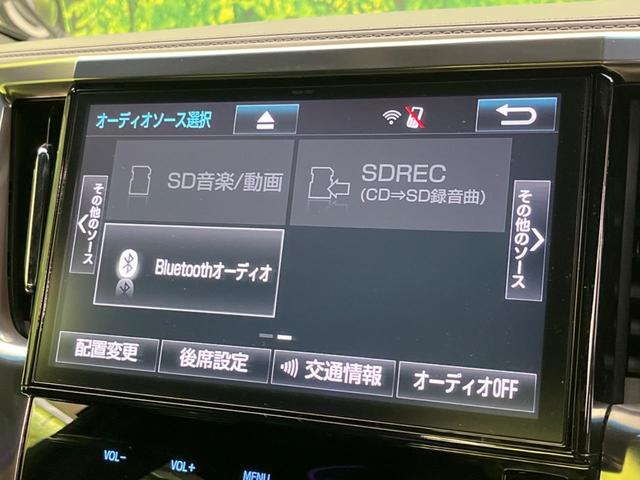 オーディオソース選択
SD音楽/動画
SDREC
(CD⇒SD録音曲)
その他のソース
その他のソース
Bluetoothオーディオ
配置変更
後席設定
交通情報
オーディオOFF
VOL-
VOL+
MENU